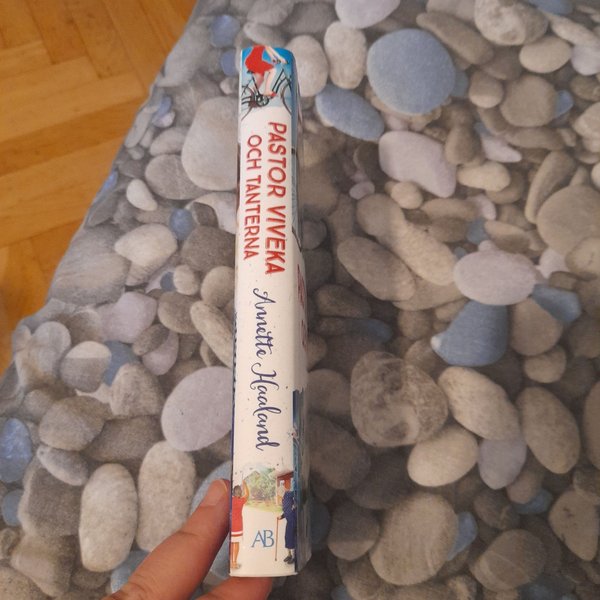 PASTOR VIVEKA
OCH TANTERNA
Annette Haaland
AB